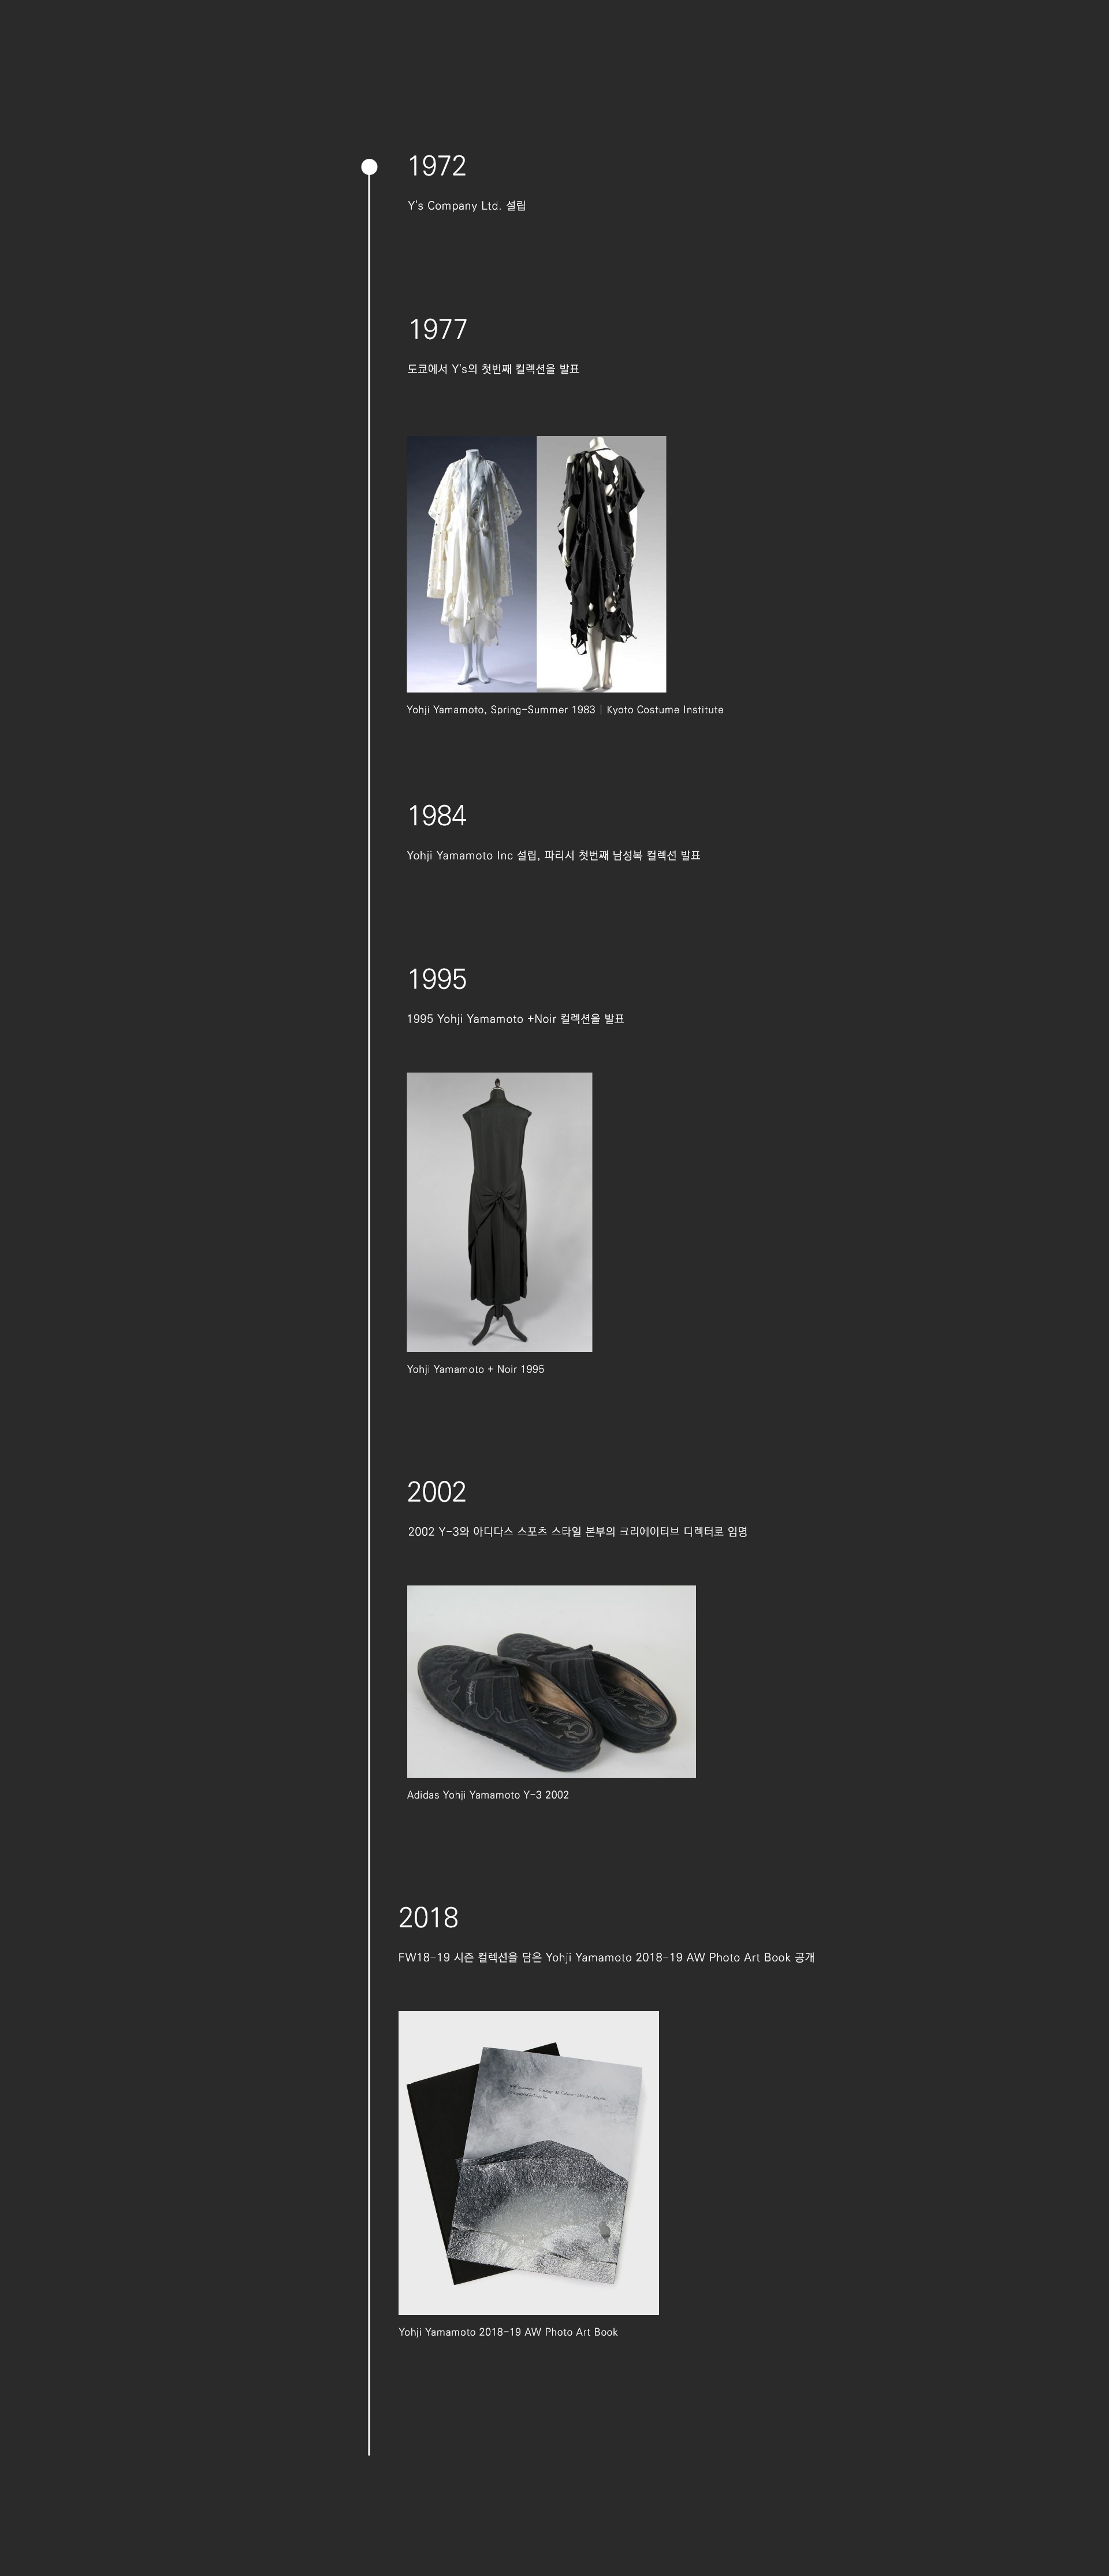 1972
Y's Company Ltd. 설립
1977
도쿄에서 Y's의 첫번째 컬렉션을 발표
Yohji Yamamoto, Spring-Summer 1983 | Kyoto Costume Institute
1984
Yohji Yamamoto Inc 설립, 파리서 첫번째 남성복 컬렉션 발표
1995
1995 Yohji Yamamoto +Noir 컬렉션을 발표
Yohji Yamamoto + Noir 1995
2002
2002 Y-3와 아디다스 스포츠 스타일 본부의 크리에이티브 디렉터로 임명
Adidas Yohji Yamamoto Y-3 2002
2018
FW18-19 시즌 컬렉션을 담은 Yohji Yamamoto 2018-19 AW Photo Art Book 공개
Yohji Yamamoto 2018-19 AW Photo Art Book